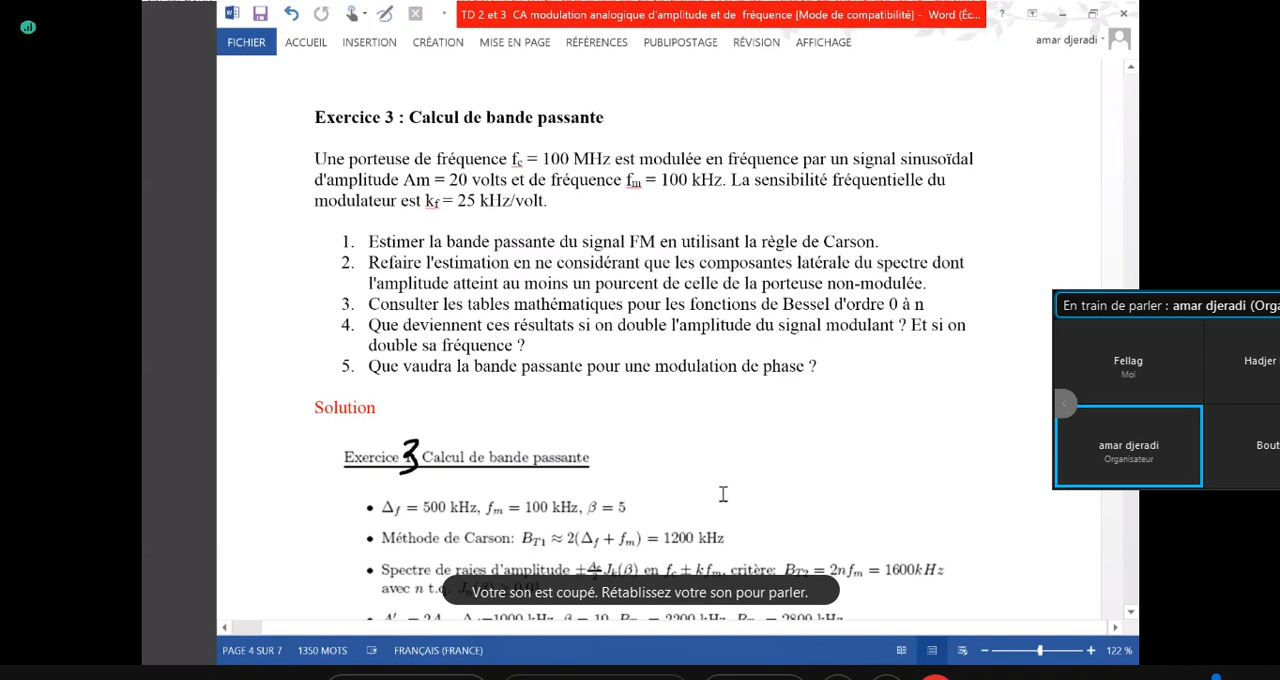 TD 2 et 3 CA modulation analogique d'amplitude et de fréquence [Mode de compatibilité] - Word (Éc...
FICHIER ACCUEIL INSERTION CRÉATION MISE EN PAGE RÉFÉRENCES PUBLIPOSTAGE RÉVISION AFFICHAGE amar djeradi
Exercice 3 : Calcul de bande passante
Une porteuse de fréquence fc = 100 MHz est modulée en fréquence par un signal sinusoïdal
d'amplitude Am = 20 volts et de fréquence fm = 100 kHz. La sensibilité fréquentielle du
modulateur est kf = 25 kHz/volt.
1. Estimer la bande passante du signal FM en utilisant la règle de Carson.
2. Refaire l'estimation en ne considérant que les composantes latérale du spectre dont
l'amplitude atteint au moins un pourcent de celle de la porteuse non-modulée.
3. Consulter les tables mathématiques pour les fonctions de Bessel d'ordre 0 à n
4. Que deviennent ces résultats si on double l'amplitude du signal modulant ? Et si on
double sa fréquence ?
5. Que vaudra la bande passante pour une modulation de phase ?
Solution
Exercice 3 Calcul de bande passante
• Δf = 500 kHz, fm = 100 kHz, β = 5
• Méthode de Carson: BT1 ≈ 2(Δf + fm) = 1200 kHz
• Spectre de raies d'amplitude ±Ac/2 Jk(β) en fc ± kfm, critère: BT2 = 2nfm = 1600kHz
avec n t.q.
Votre son est coupé. Rétablissez votre son pour parler.
En train de parler : amar djeradi (Orga
Fellag
Moi
Hadjer
amar djeradi
Organisateur
Bout
PAGE 4 SUR 7 1350 MOTS FRANÇAIS (FRANCE) 122 %